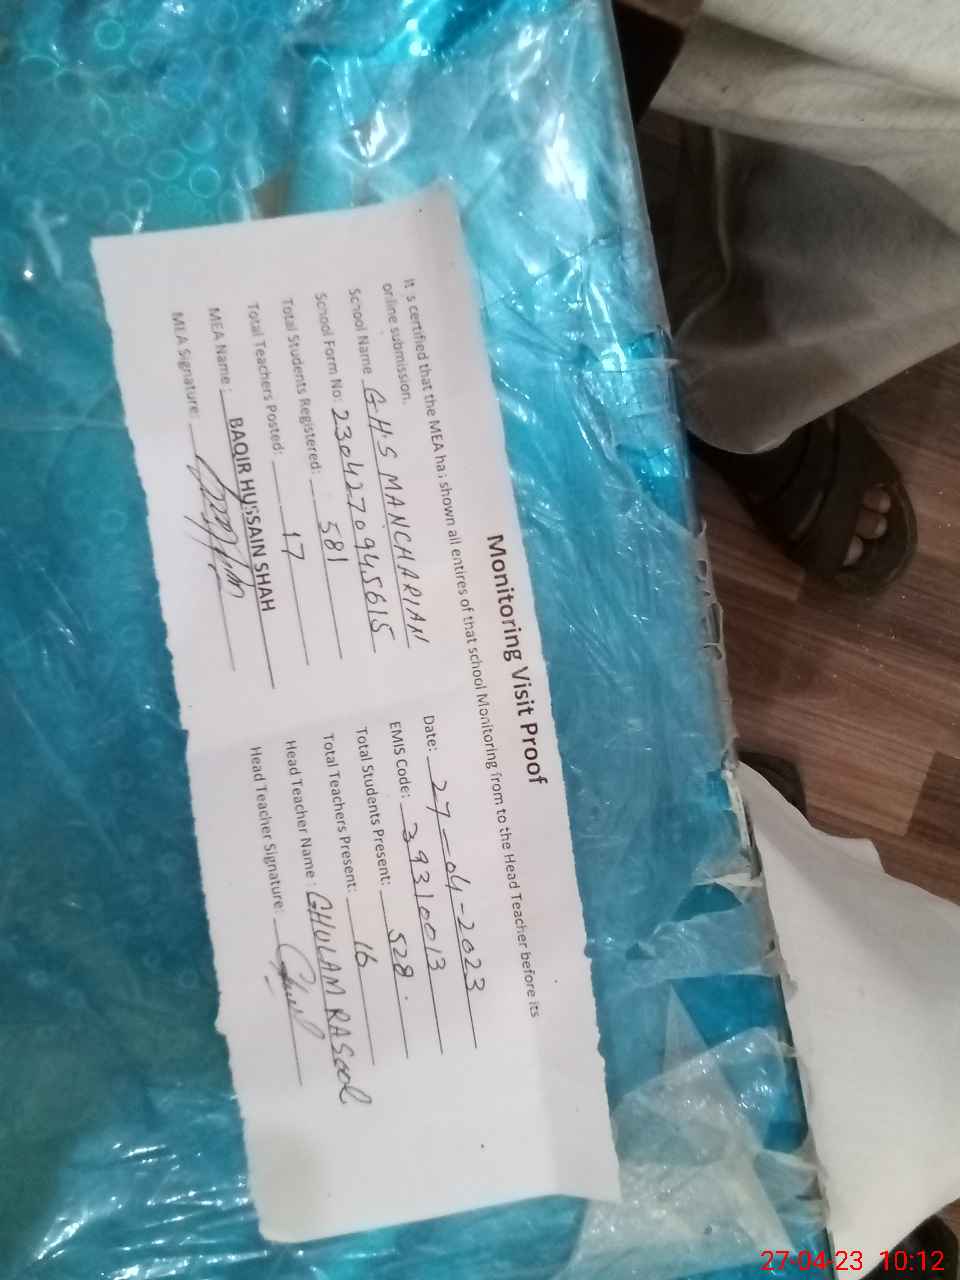 Monitoring Visit Proof
It is certified that the MEA has shown all entires of that school Monitoring from to the Head Teacher before its
online submission.
School Name G.H.S MANCHARIAN Date: 27-04-2023
School Form No: 2304270945615 EMIS Code: 39310013
Total Students Registered: 581 Total Students Present: 528.
Total Teachers Posted: 17 Total Teachers Present: 16
MEA Name: BAQIR HUSSAIN SHAH Head Teacher Name: GHULAM RASOOL
MEA Signature: Head Teacher Signature:
27-04-23 10:12